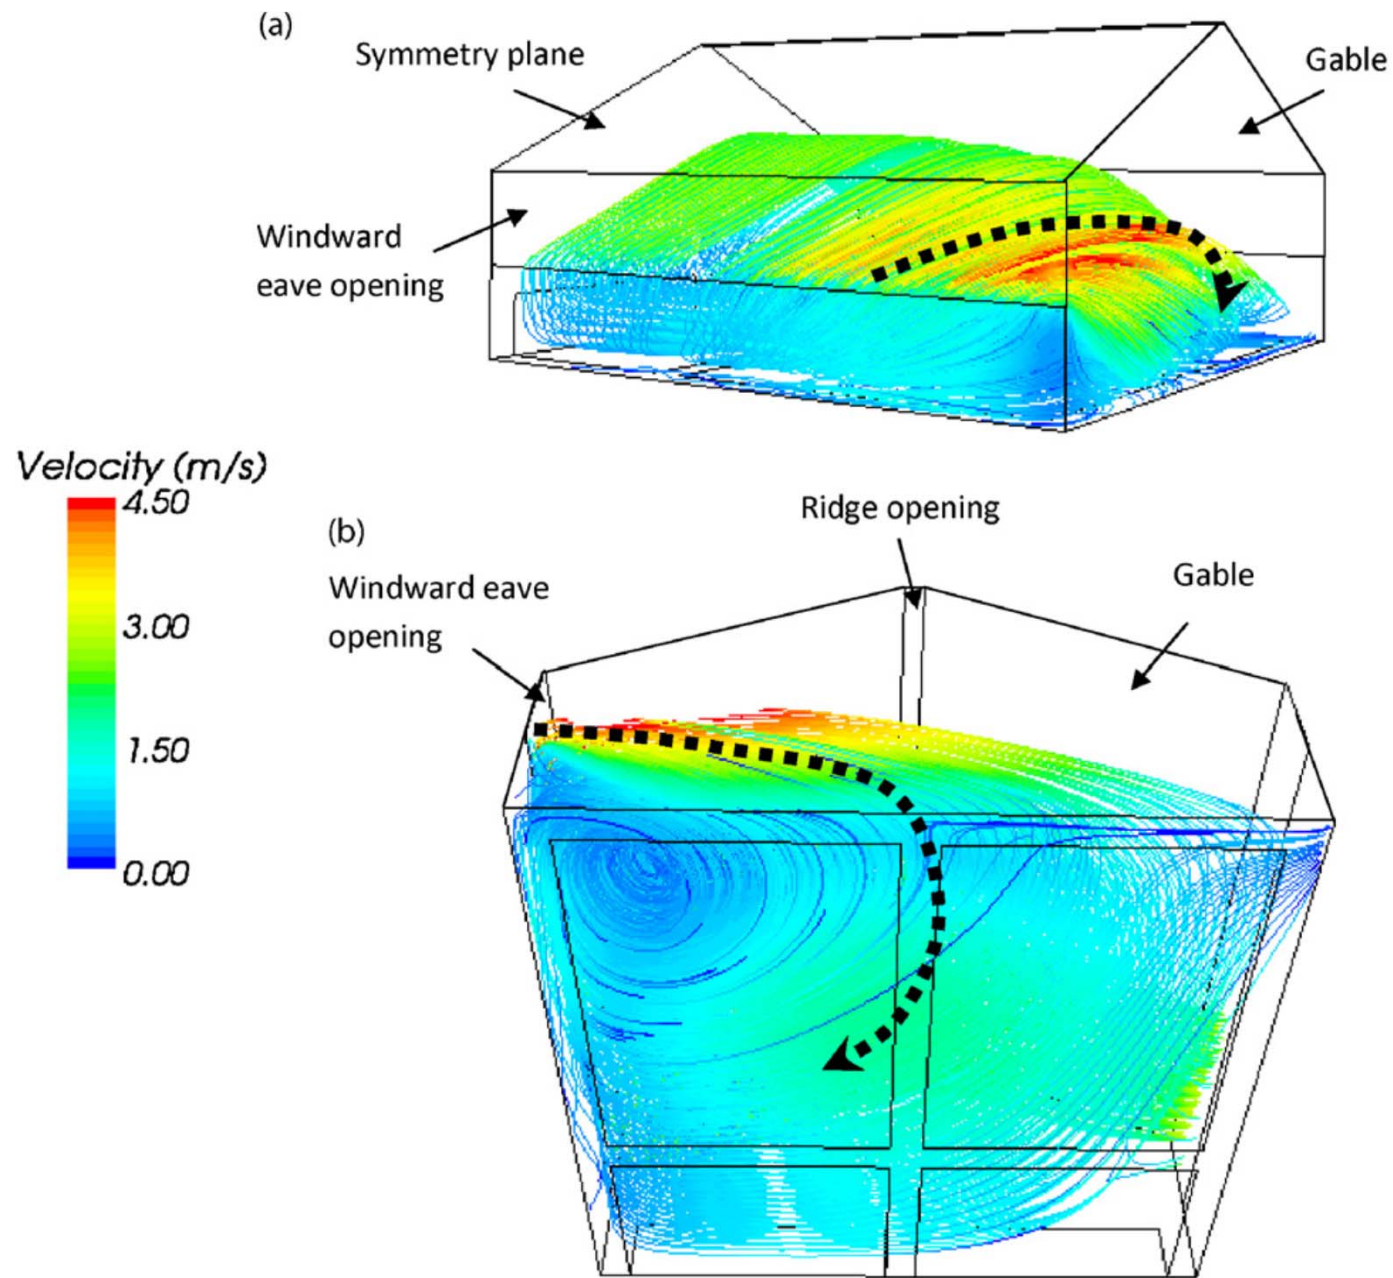 (a)
Symmetry plane
Gable
Windward
eave opening
Velocity (m/s)
4.50
3.00
1.50
0.00
(b)
Ridge opening
Windward eave
opening
Gable